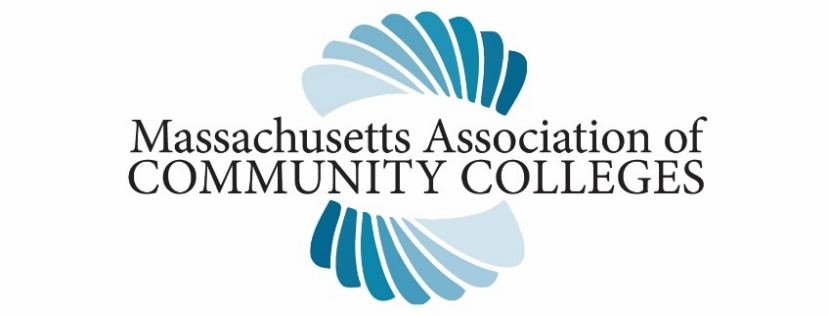 Massachusetts Association of
COMMUNITY COLLEGES